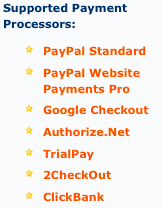 Supported Payment
Processors:
PayPal Standard
PayPal Website
Payments Pro
Google Checkout
Authorize.Net
TrialPay
2CheckOut
ClickBank